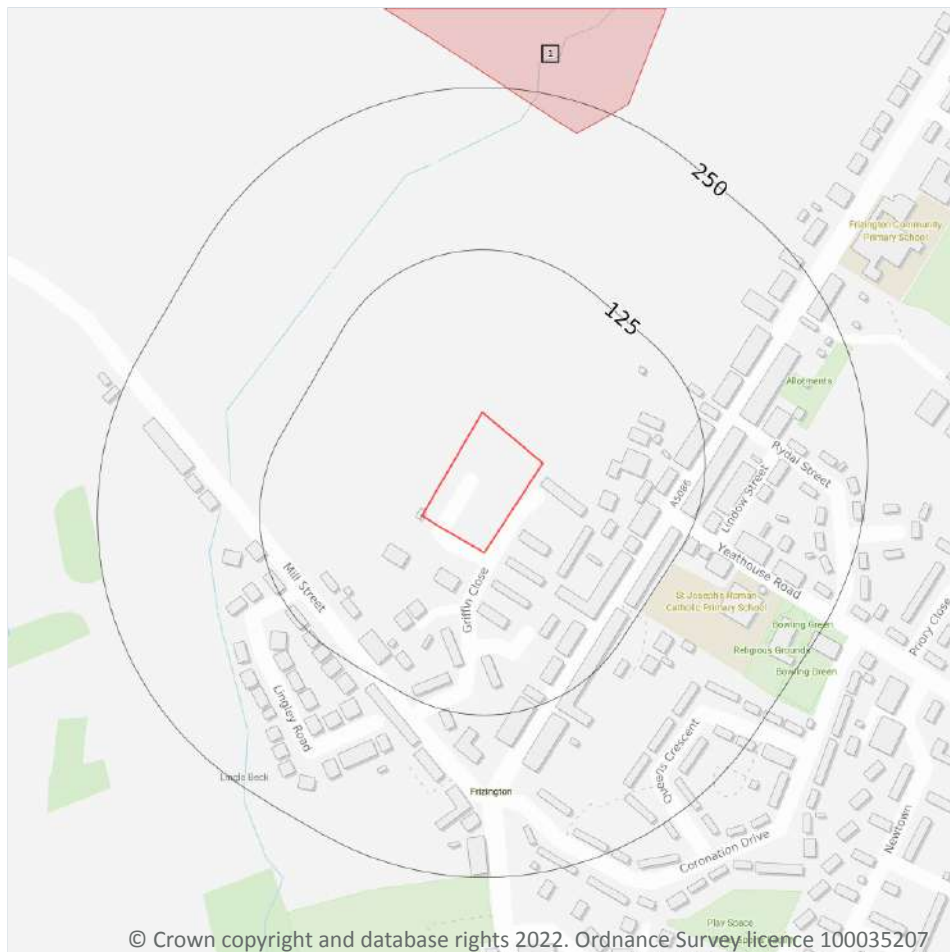 1
250
Frizington Community
Primary School
125
Allotments
Rydal Street
A5086
Lindow Street
Yeathouse Road
Mill Street
Griffin Close
St Joseph's Roman
Catholic Primary School
Bowling Green
Religious Grounds
Bowling Green
Priory Close
Lingley Road
Queens Crescent
Lingla Beck
Frizington
Coronation Drive
Newtown
Play Space
© Crown copyright and database rights 2022. Ordnance Survey licence 100035207